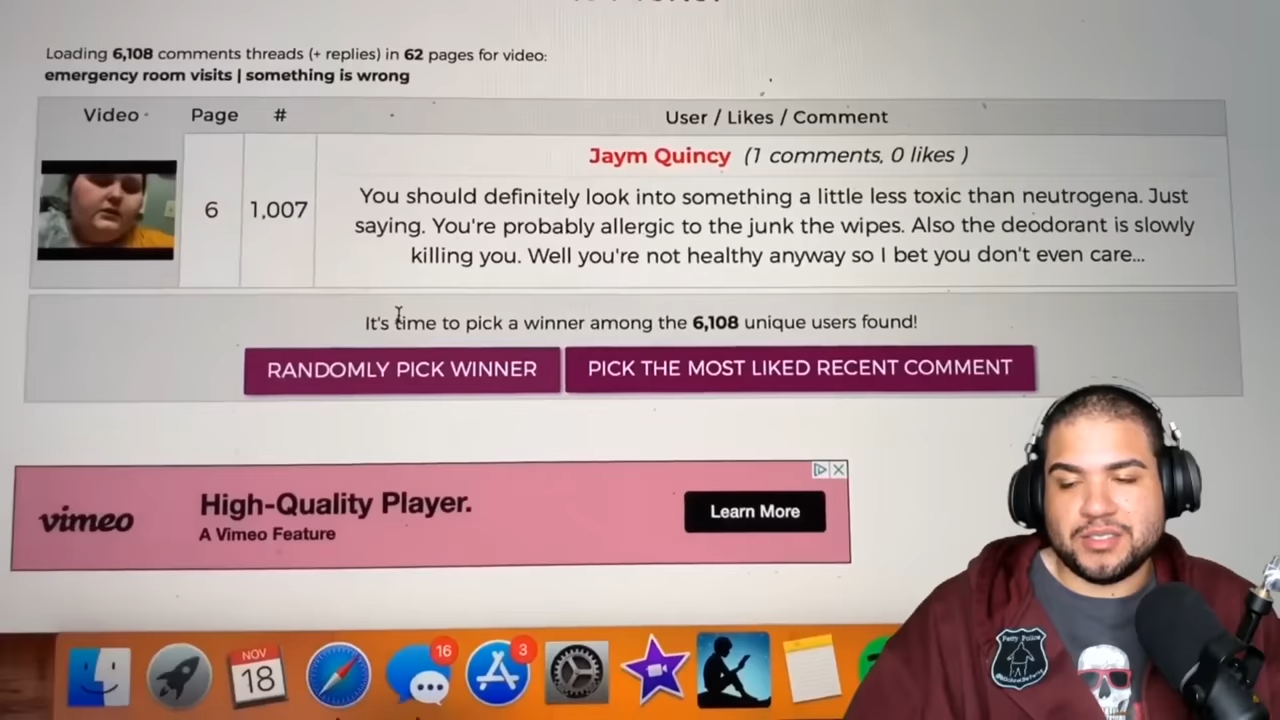 Loading 6,108 comments threads (+ replies) in 62 pages for video:
emergency room visits | something is wrong
Video Page # User / Likes / Comment
Jaym Quincy (1 comments, 0 likes )
6 1,007
You should definitely look into something a little less toxic than neutrogena. Just
saying. You're probably allergic to the junk the wipes. Also the deodorant is slowly
killing you. Well you're not healthy anyway so I bet you don't even care...
It's time to pick a winner among the 6,108 unique users found!
RANDOMLY PICK WINNER PICK THE MOST LIKED RECENT COMMENT
vimeo
High-Quality Player.
A Vimeo Feature
Learn More
NOV
18
16
3
Petty Police